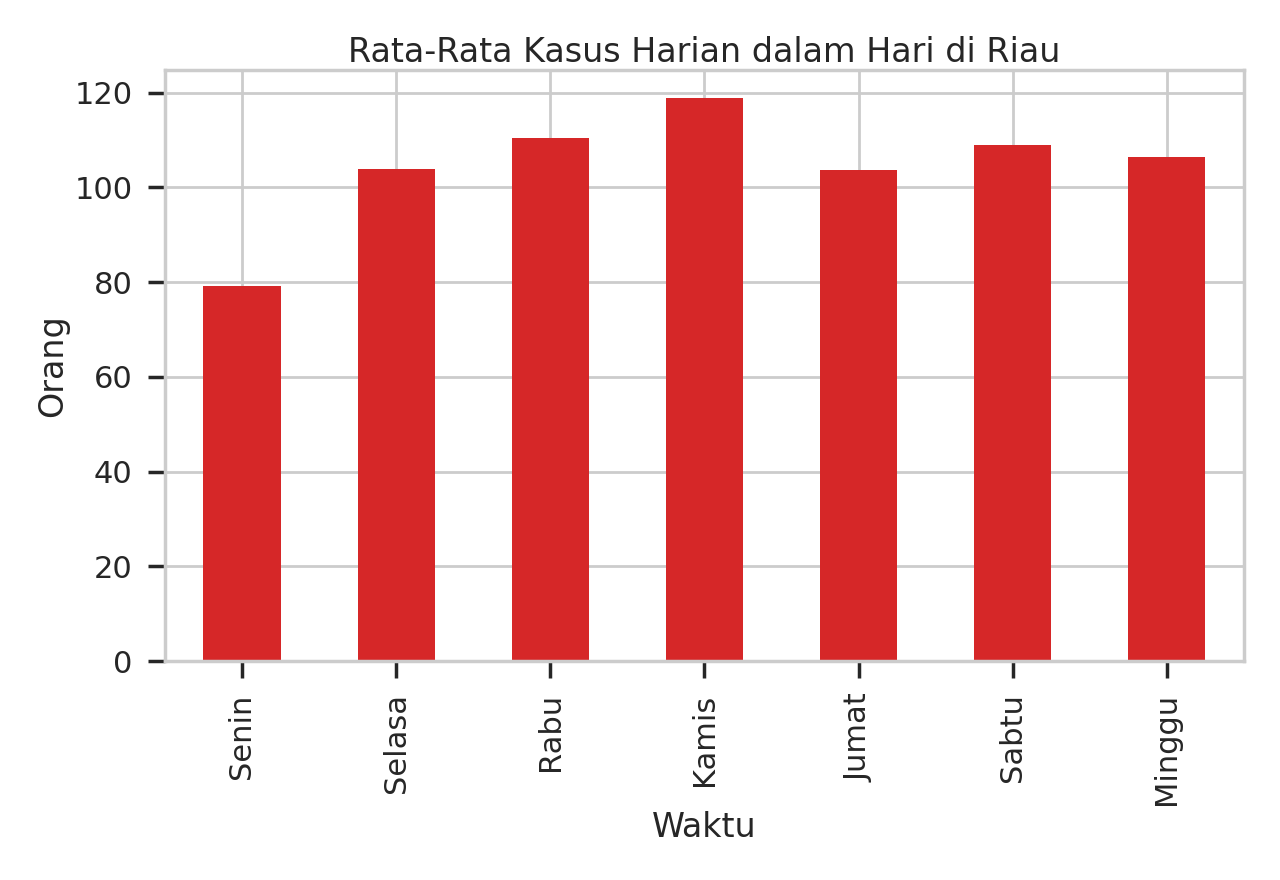 Rata-Rata Kasus Harian dalam Hari di Riau
120
100
80
60
40
20
0
Orang
Senin
Selasa
Rabu
Kamis
Jumat
Sabtu
Minggu
Waktu